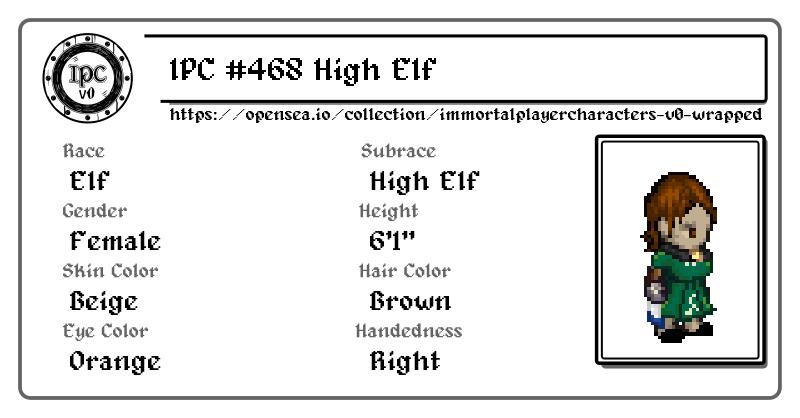 IPC v0
IPC #468 High Elf
https://opensea.io/collection/immortalplayercharacters-v0-wrapped
Race
Elf
Subrace
High Elf
Gender
Female
Height
6'1"
Skin Color
Beige
Hair Color
Brown
Eye Color
Orange
Handedness
Right